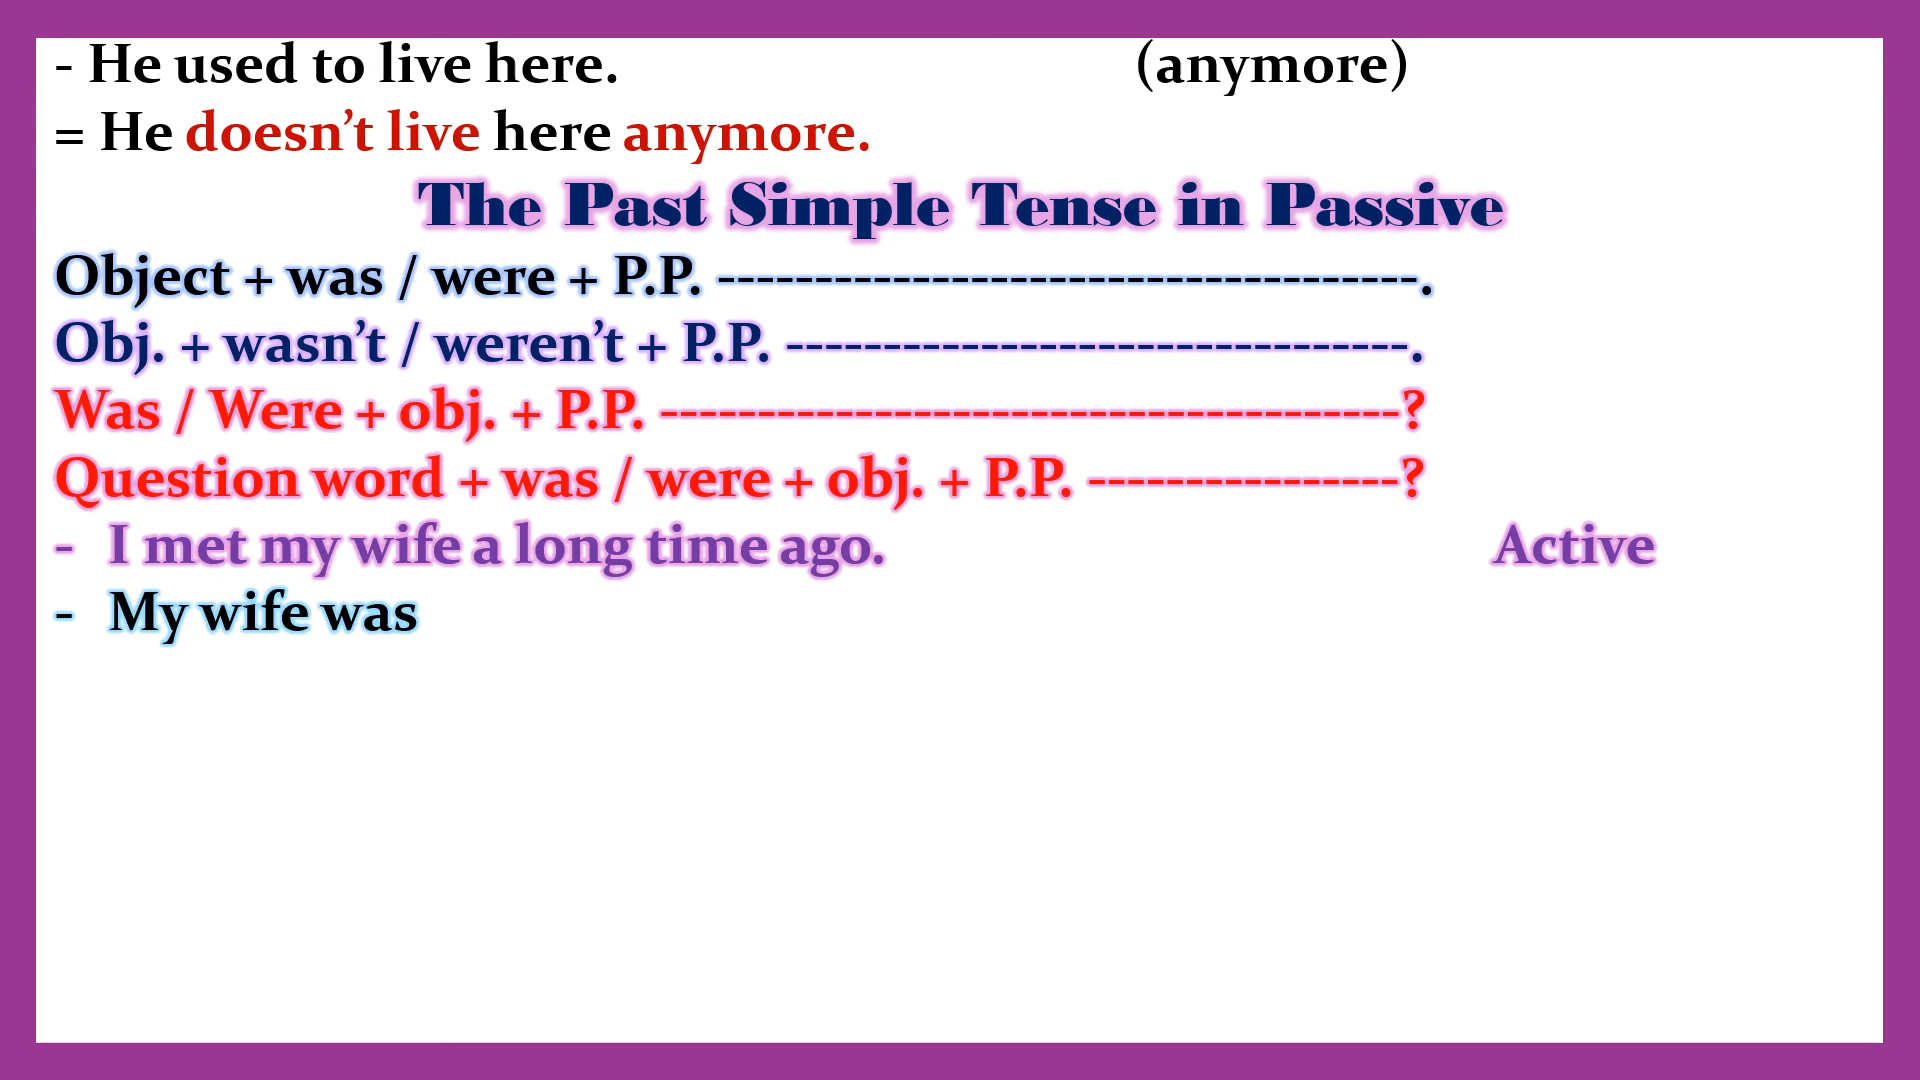 - He used to live here. (anymore)
= He doesn’t live here anymore.
The Past Simple Tense in Passive
Object + was / were + P.P. ------------------------------------.
Obj. + wasn’t / weren’t + P.P. --------------------------------.
Was / Were + obj. + P.P. --------------------------------------?
Question word + was / were + obj. + P.P. ----------------?
- I met my wife a long time ago. Active
- My wife was